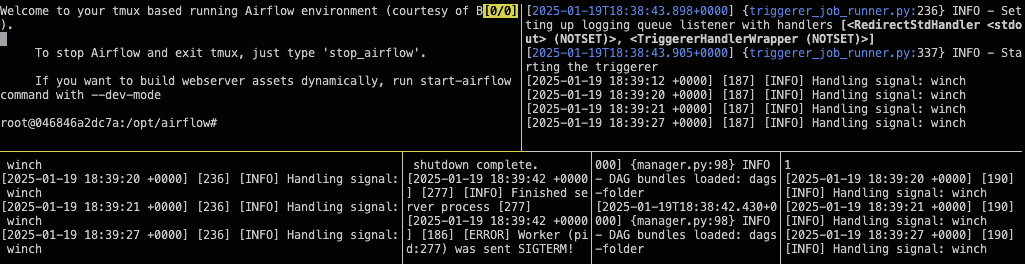 Welcome to your tmux based running Airflow environment (courtesy of B[0/0]
).
To stop Airflow and exit tmux, just type 'stop_airflow'.
If you want to build webserver assets dynamically, run start-airflow
command with --dev-mode
root@046846a2dc7a:/opt/airflow#
[2025-01-19T18:38:43.898+0000] {triggerer_job_runner.py:236} INFO - Set
ting up logging queue listener with handlers [<RedirectStdHandler <stdo
ut> (NOTSET)>, <TriggererHandlerWrapper (NOTSET)>]
[2025-01-19T18:38:43.905+0000] {triggerer_job_runner.py:337} INFO - Sta
rting the triggerer
[2025-01-19 18:39:12 +0000] [187] [INFO] Handling signal: winch
[2025-01-19 18:39:20 +0000] [187] [INFO] Handling signal: winch
[2025-01-19 18:39:21 +0000] [187] [INFO] Handling signal: winch
[2025-01-19 18:39:27 +0000] [187] [INFO] Handling signal: winch
winch
[2025-01-19 18:39:20 +0000] [236] [INFO] Handling signal:
winch
[2025-01-19 18:39:21 +0000] [236] [INFO] Handling signal:
winch
[2025-01-19 18:39:27 +0000] [236] [INFO] Handling signal:
winch
shutdown complete.
[2025-01-19 18:39:42 +0000
] [277] [INFO] Finished se
rver process [277]
[2025-01-19 18:39:42 +0000
] [186] [ERROR] Worker (pi
d:277) was sent SIGTERM!
000] {manager.py:98} INFO
- DAG bundles loaded: dags
-folder
[2025-01-19T18:38:42.430+0
000] {manager.py:98} INFO
- DAG bundles loaded: dags
-folder
1
[2025-01-19 18:39:20 +0000] [190]
[INFO] Handling signal: winch
[2025-01-19 18:39:21 +0000] [190]
[INFO] Handling signal: winch
[2025-01-19 18:39:27 +0000] [190]
[INFO] Handling signal: winch